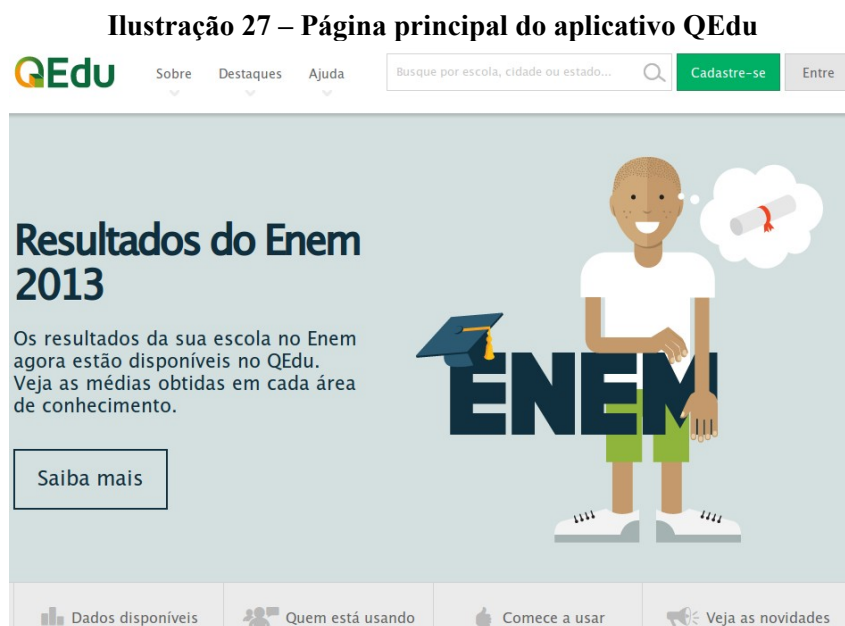 Ilustração 27 – Página principal do aplicativo QEdu
QEdu Sobre Destaques Ajuda Busque por escola, cidade ou estado... Cadastre-se Entre
Resultados do Enem
2013
Os resultados da sua escola no Enem
agora estão disponíveis no QEdu.
Veja as médias obtidas em cada área
de conhecimento.
Saiba mais
ENEM
Dados disponíveis Quem está usando Comece a usar Veja as novidades